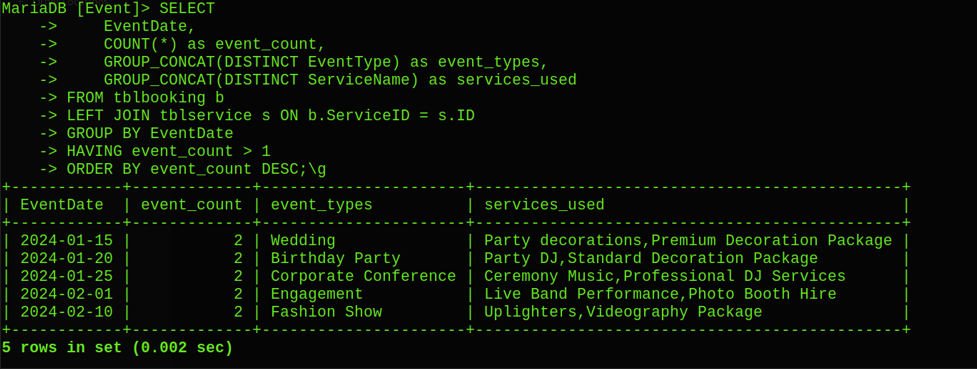 MariaDB [Event]> SELECT
    ->     EventDate,
    ->     COUNT(*) as event_count,
    ->     GROUP_CONCAT(DISTINCT EventType) as event_types,
    ->     GROUP_CONCAT(DISTINCT ServiceName) as services_used
    -> FROM tblbooking b
    -> LEFT JOIN tblservice s ON b.ServiceID = s.ID
    -> GROUP BY EventDate
    -> HAVING event_count > 1
    -> ORDER BY event_count DESC;\g
+------------+-------------+----------------------+----------------------------------------------+
| EventDate  | event_count | event_types          | services_used                                |
+------------+-------------+----------------------+----------------------------------------------+
| 2024-01-15 |           2 | Wedding              | Party decorations,Premium Decoration Package |
| 2024-01-20 |           2 | Birthday Party       | Party DJ,Standard Decoration Package         |
| 2024-01-25 |           2 | Corporate Conference | Ceremony Music,Professional DJ Services      |
| 2024-02-01 |           2 | Engagement           | Live Band Performance,Photo Booth Hire       |
| 2024-02-10 |           2 | Fashion Show         | Uplighters,Videography Package               |
+------------+-------------+----------------------+----------------------------------------------+
5 rows in set (0.002 sec)